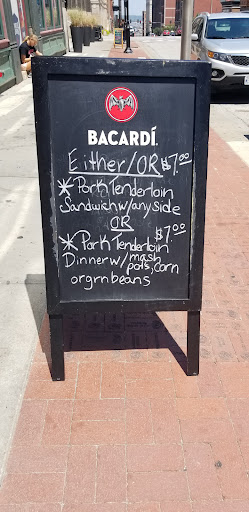 BACARDÍ
Either/OR $7.00
* Pork Tenderloin
Sandwich w/any side
OR
$7.00
* Pork Tenderloin
Dinner w/ mash
pots, corn
or grn beans